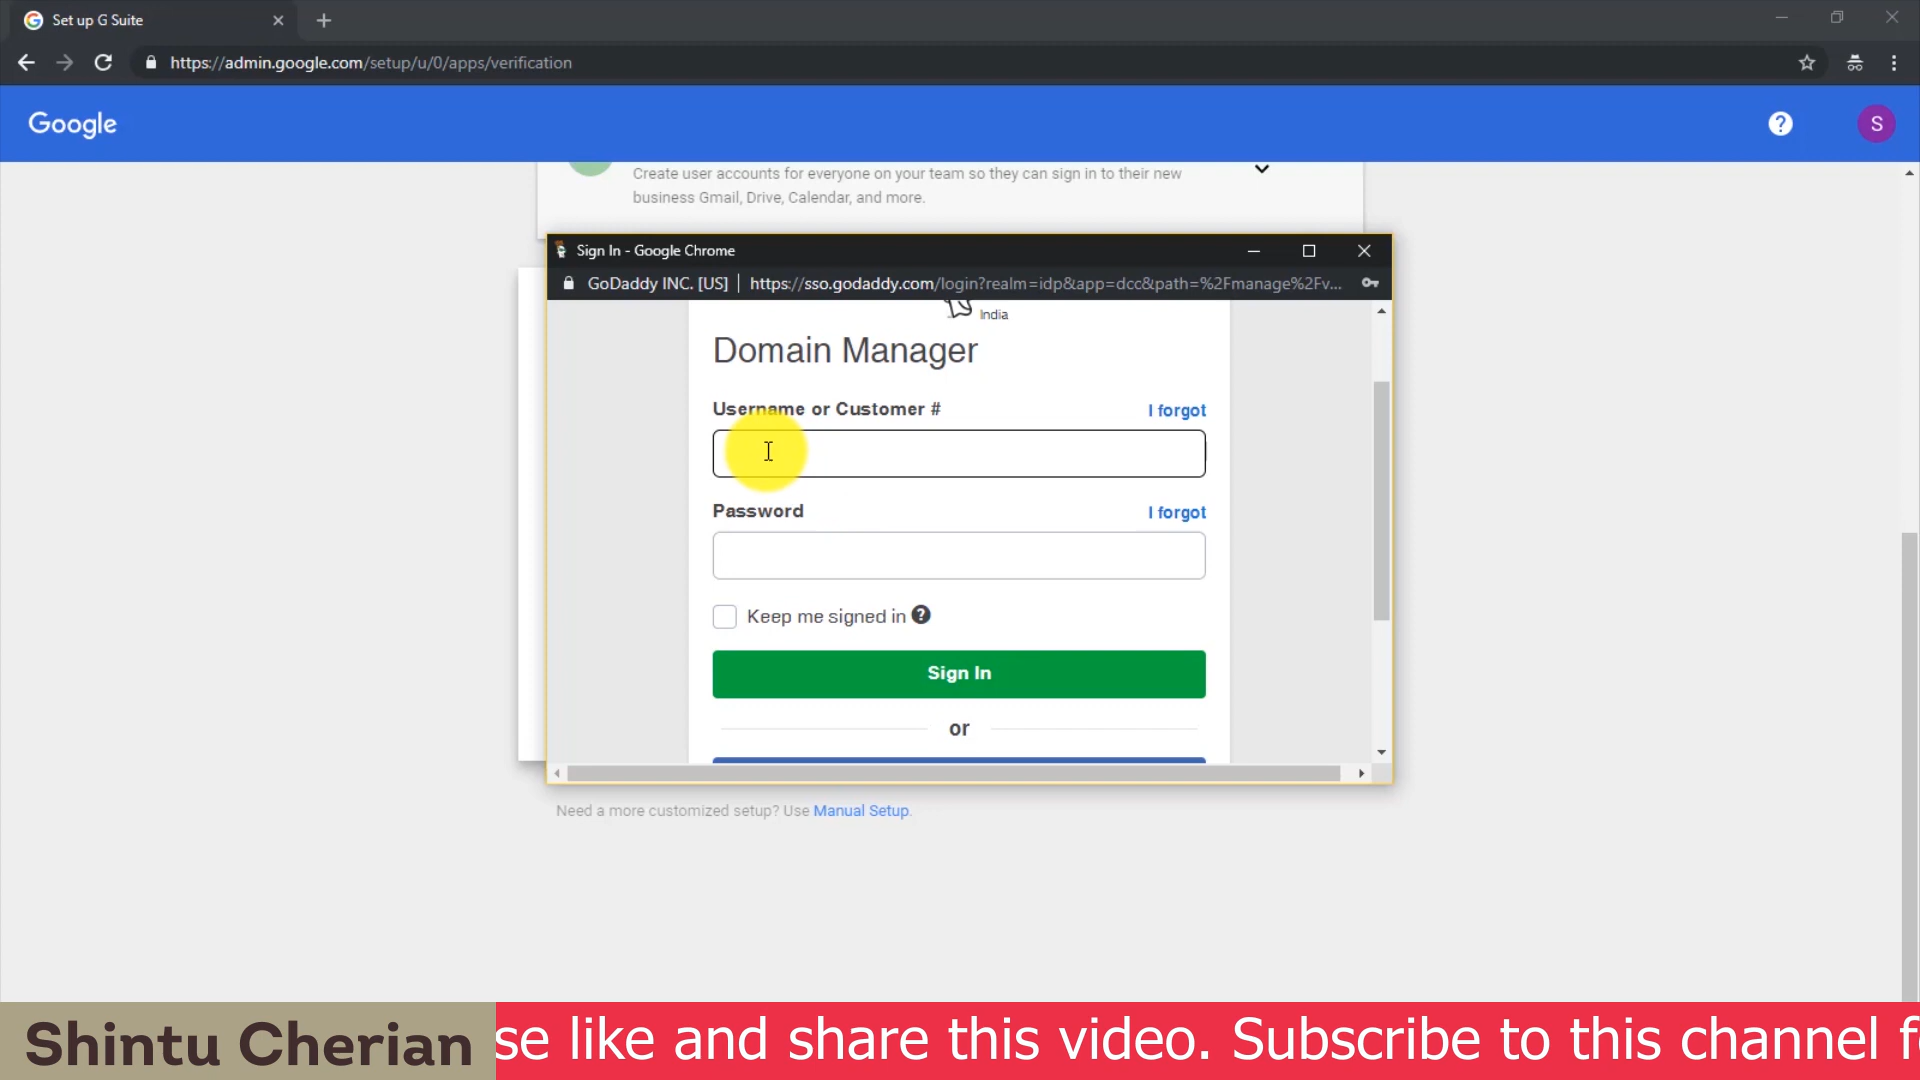 Set up G Suite
https://admin.google.com/setup/u/0/apps/verification
Google
?
S
Create user accounts for everyone on your team so they can sign in to their new
business Gmail, Drive, Calendar, and more.
Sign In - Google Chrome
GoDaddy INC. [US] | https://sso.godaddy.com/login?realm=idp&app=dcc&path=%2Fmanage%2Fv...
India
Domain Manager
Username or Customer #
I forgot
Password
I forgot
Keep me signed in ?
Sign In
or
Need a more customized setup? Use Manual Setup.
Shintu Cherian
se like and share this video. Subscribe to this channel f